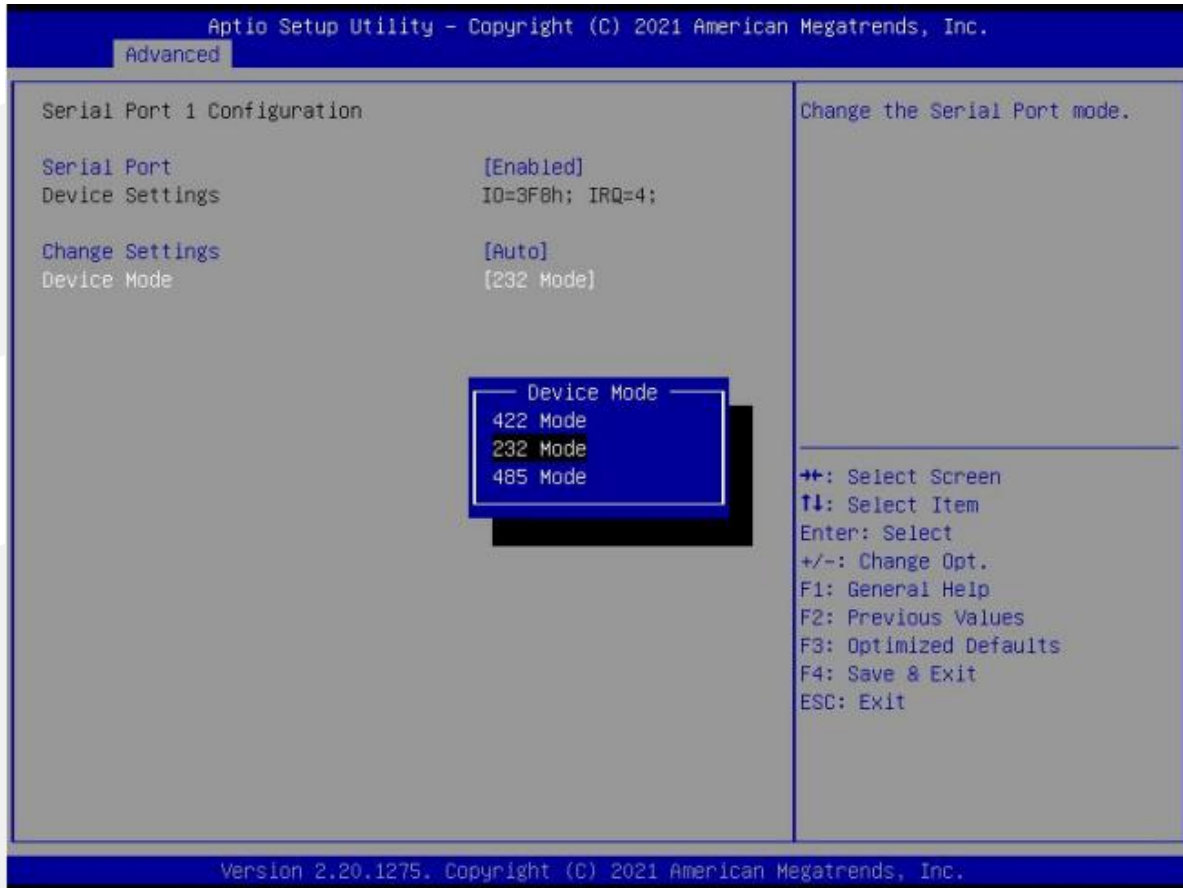 Aptio Setup Utility – Copyright (C) 2021 American Megatrends, Inc.
Advanced
Serial Port 1 Configuration
Serial Port [Enabled]
Device Settings IO=3F8h; IRQ=4;
Change Settings [Auto]
Device Mode [232 Mode]
Device Mode
422 Mode
232 Mode
485 Mode
Change the Serial Port mode.
→←: Select Screen
↑↓: Select Item
Enter: Select
+/-: Change Opt.
F1: General Help
F2: Previous Values
F3: Optimized Defaults
F4: Save & Exit
ESC: Exit
Version 2.20.1275. Copyright (C) 2021 American Megatrends, Inc.